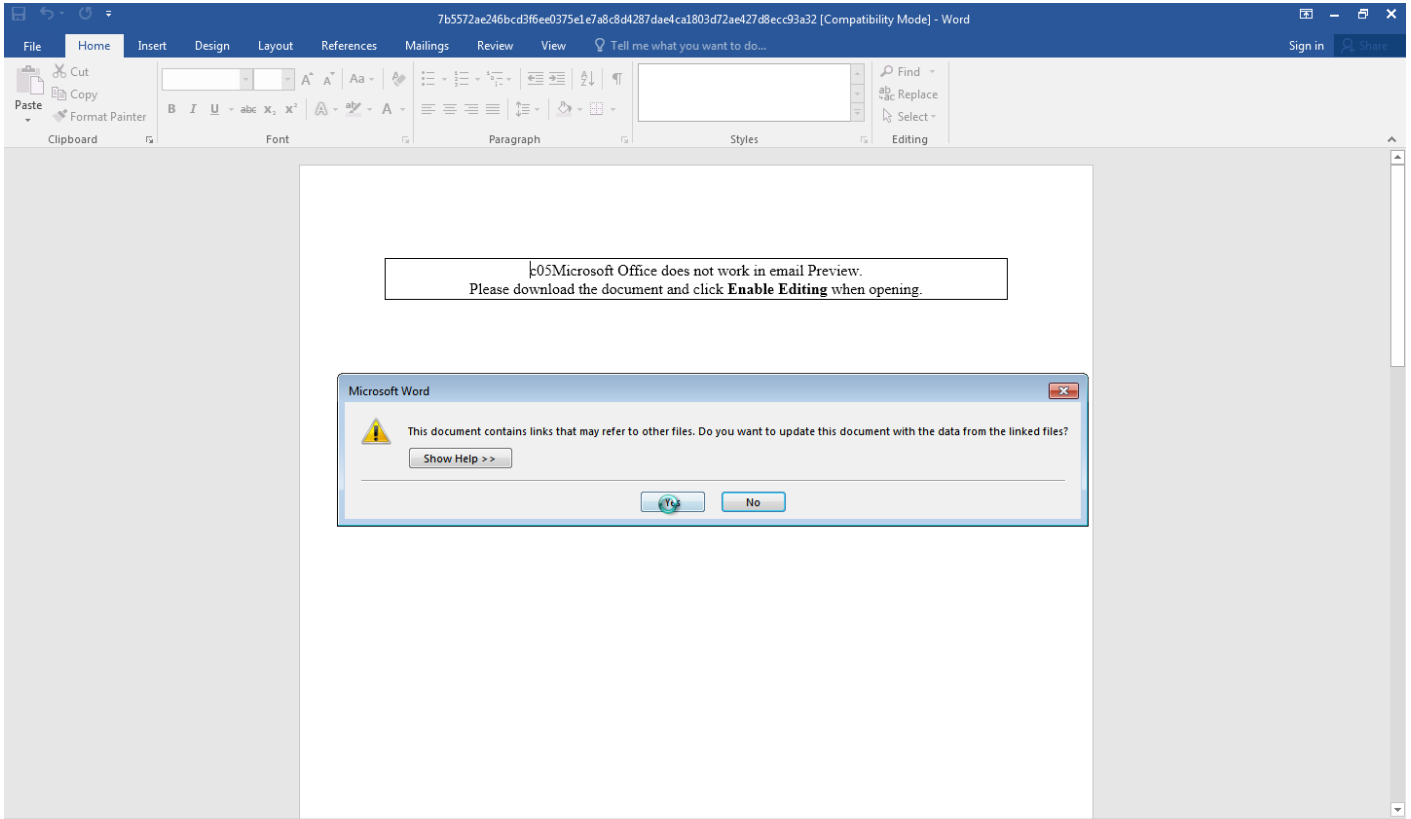 7b5572ae246bcd3f6ee0375e1e7a8c8d4287dae4ca1803d72ae427d8ecc93a32 [Compatibility Mode] - Word
File Home Insert Design Layout References Mailings Review View Tell me what you want to do... Sign in Share
Paste
Cut
Copy
Format Painter
Clipboard
Aa
B I U abc X₂ X²
A
Font
Paragraph
Styles
Find
Replace
Select
Editing
c05Microsoft Office does not work in email Preview.
Please download the document and click Enable Editing when opening.
Microsoft Word
This document contains links that may refer to other files. Do you want to update this document with the data from the linked files?
Show Help >>
Yes No